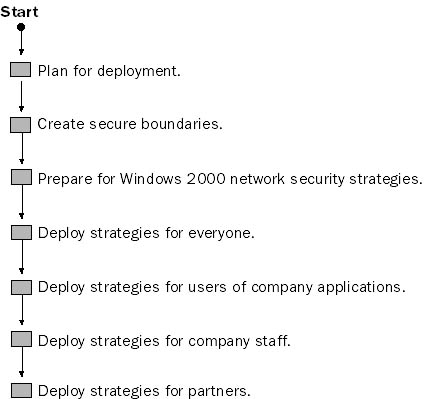 Start
Plan for deployment.
Create secure boundaries.
Prepare for Windows 2000 network security strategies.
Deploy strategies for everyone.
Deploy strategies for users of company applications.
Deploy strategies for company staff.
Deploy strategies for partners.